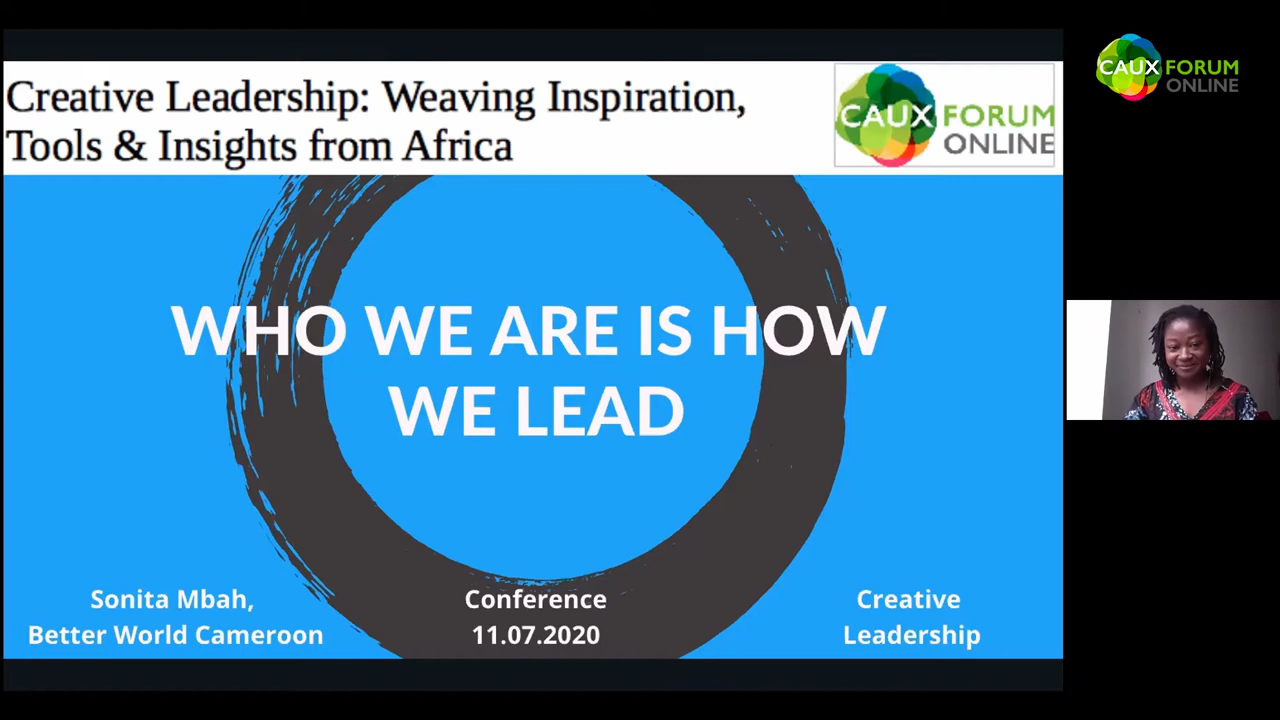 Creative Leadership: Weaving Inspiration,
Tools & Insights from Africa
CAUX FORUM
ONLINE
CAUX FORUM
ONLINE
WHO WE ARE IS HOW
WE LEAD
Sonita Mbah,
Better World Cameroon
Conference
11.07.2020
Creative
Leadership